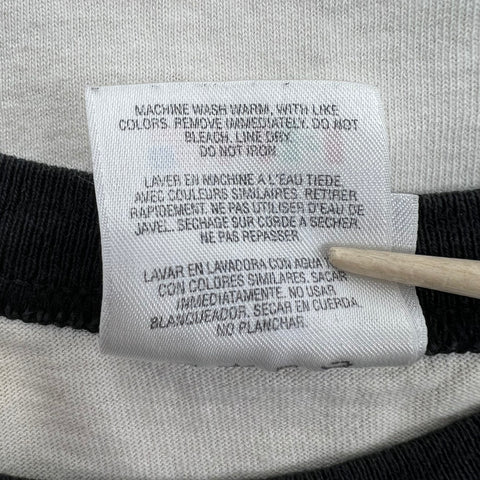 MACHINE WASH WARM, WITH LIKE
COLORS. REMOVE IMMEDIATELY. DO NOT
BLEACH. LINE DRY.
DO NOT IRON
LAVER EN MACHINE A L'EAU TIEDE
AVEC COULEURS SIMILAIRES. RETIRER
RAPIDEMENT. NE PAS UTILISER D'EAU DE
JAVEL. SECHAGE SUR CORDE A SECHER.
NE PAS REPASSER.
LAVAR EN LAVADORA CON AGUA
CON COLORES SIMILARES. SACAR
IMMEDIATAMENTE. NO USAR
BLANQUEADOR. SECAR EN CUERDA.
NO PLANCHAR.